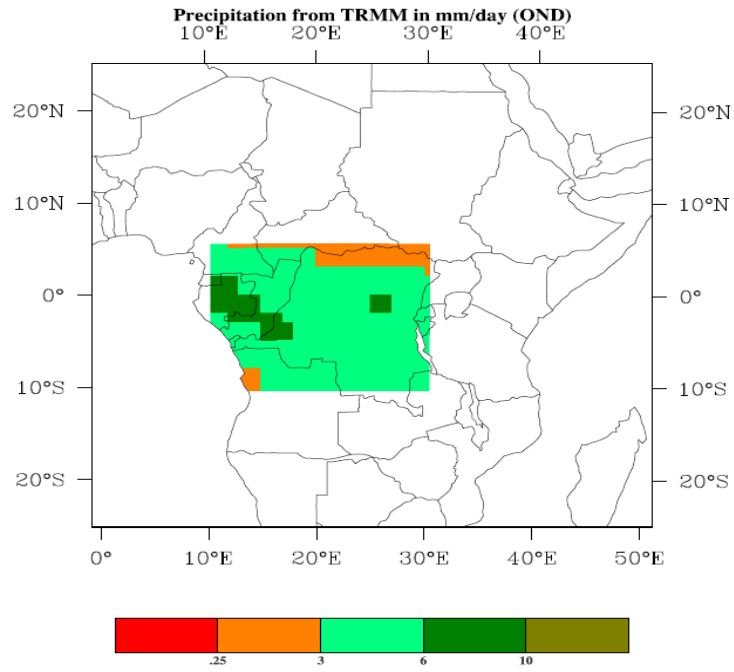 Precipitation from TRMM in mm/day (OND)
10°E 20°E 30°E 40°E
20°N 20°N
10°N 10°N
0° 0°
10°S 10°S
20°S 20°S
0° 10°E 20°E 30°E 40°E 50°E
.25 3 6 10